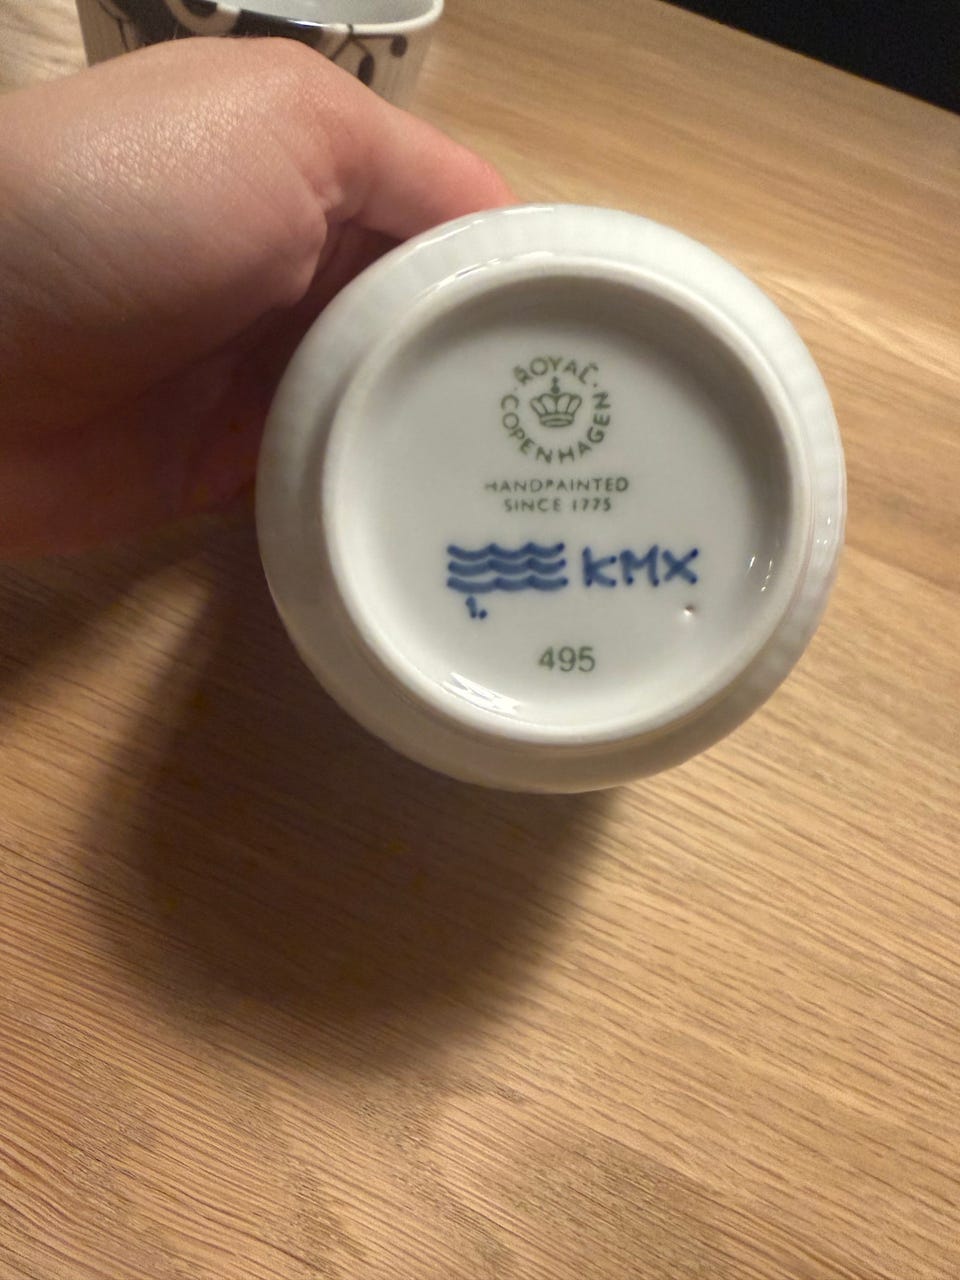 ROYAL
COPENHAGEN
HANDPAINTED
SINCE 1775
KMX
1.
495